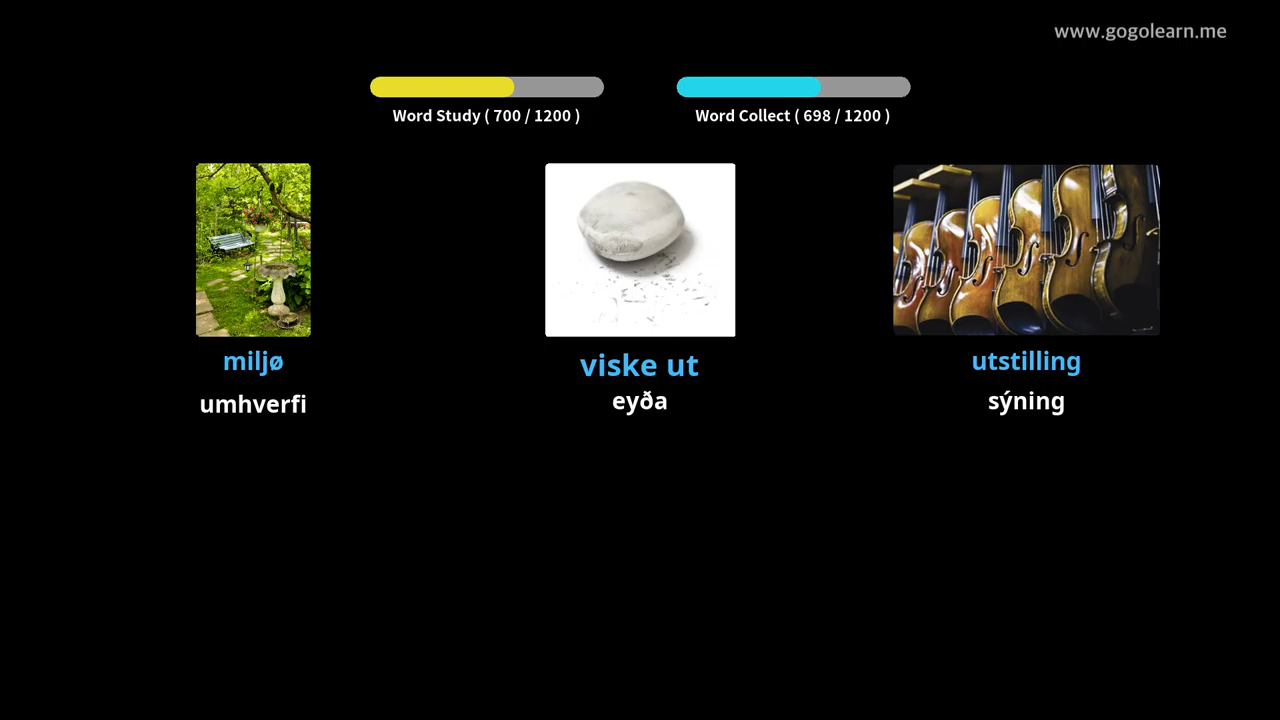 www.gogolearn.me
Word Study ( 700 / 1200 )
Word Collect ( 698 / 1200 )
miljø
umhverfi
viske ut
eyða
utstilling
sýning